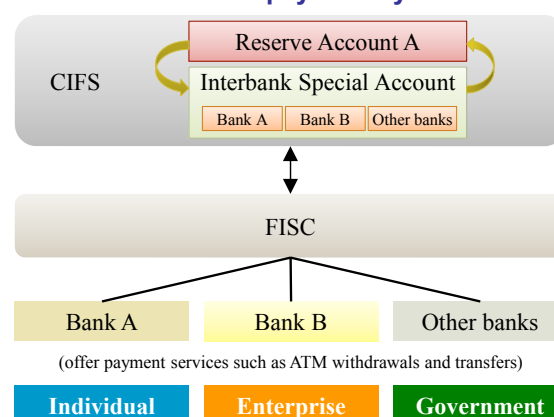 Reserve Account A
CIFS
Interbank Special Account
Bank A Bank B Other banks
FISC
Bank A Bank B Other banks
(offer payment services such as ATM withdrawals and transfers)
Individual Enterprise Government